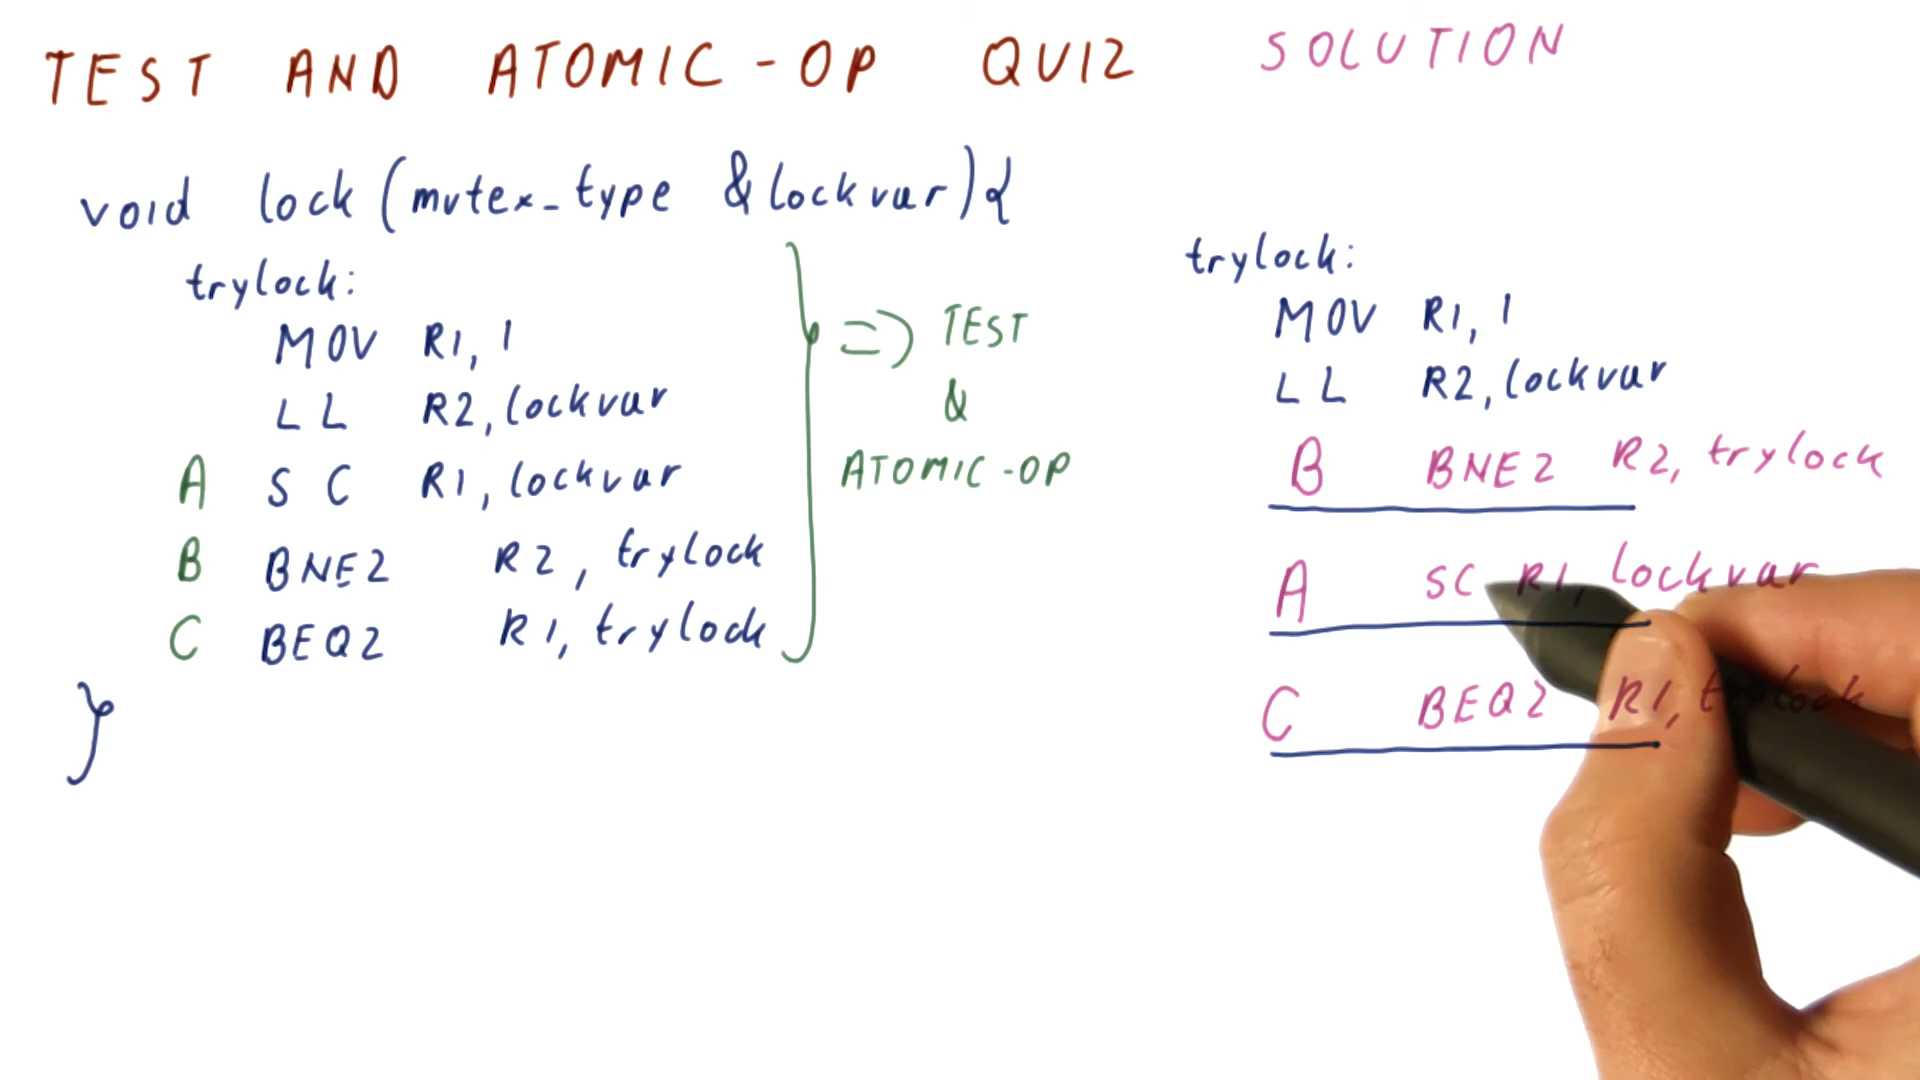 TEST AND ATOMIC-OP QUIZ SOLUTION
void lock (mutex_type &lockvar){
trylock:
MOV R1, 1
LL R2, lockvar
A SC R1, lockvar
B BNEZ R2, trylock
C BEQZ R1, trylock
}
=> TEST
&
ATOMIC-OP
trylock:
MOV R1, 1
LL R2, lockvar
B BNEZ R2, trylock
A SC R1, lockvar
C BEQZ R1, trylock